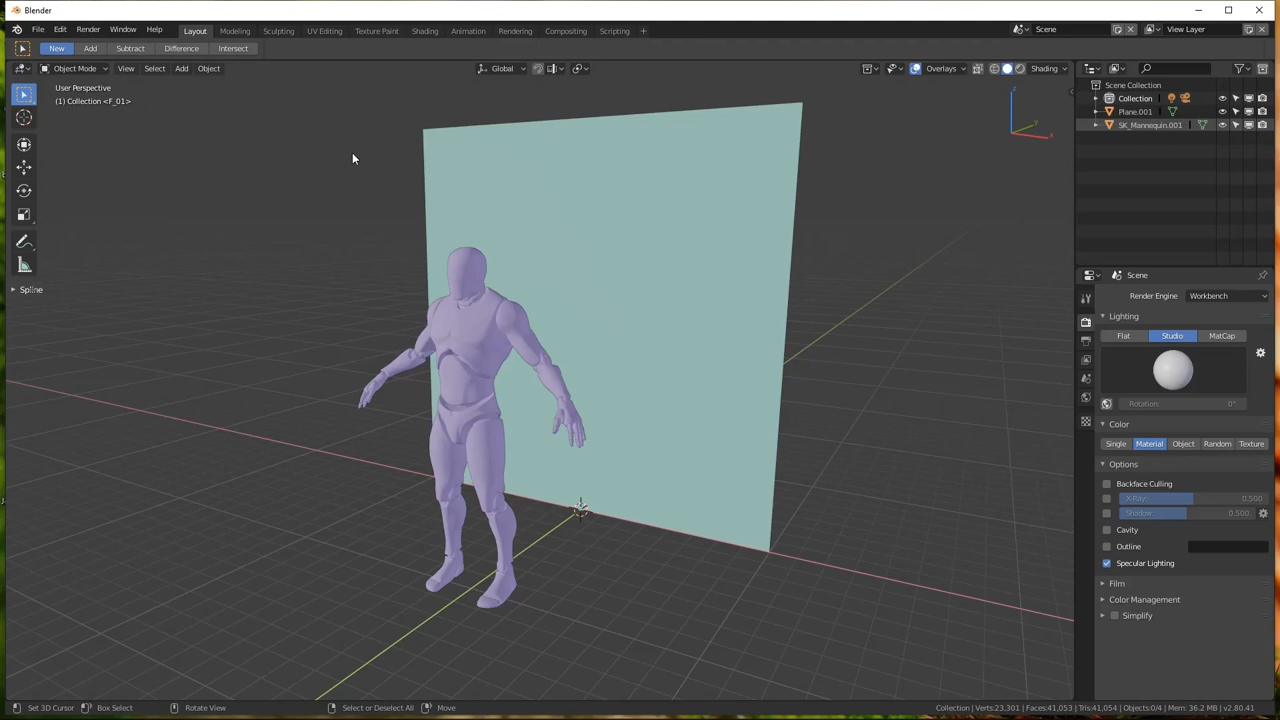 Blender
File Edit Render Window Help Layout Modeling Sculpting UV Editing Texture Paint Shading Animation Rendering Compositing Scripting + Scene View Layer
New Add Subtract Difference Intersect
Object Mode View Select Add Object Global Overlays Shading
User Perspective
(1) Collection <F_01>
Spline
z
y
x
Scene Collection
Collection
Plane.001
SK_Mannequin.001
Scene
Render Engine Workbench
Lighting
Flat Studio MatCap
Rotation: 0°
Color
Single Material Object Random Texture
Options
Backface Culling
X-Ray: 0.500
Shadow: 0.500
Cavity
Outline
Specular Lighting
Film
Color Management
Simplify
Set 3D Cursor Box Select Rotate View Select or Deselect All Move Collection | Verts:23,301 | Faces:41,053 | Tris:41,054 | Objects:0/4 | Mem: 36.2 MB | v2.80.41